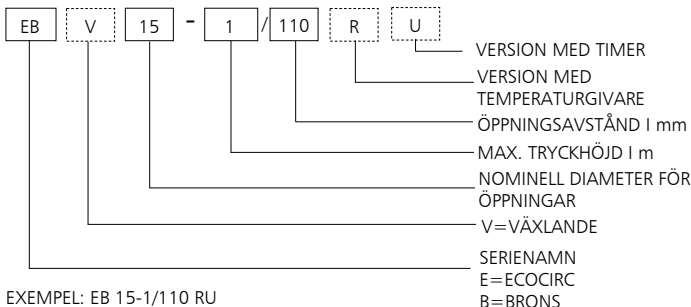 EB V 15 - 1 / 110 R U
VERSION MED TIMER
VERSION MED
TEMPERATURGIVARE
ÖPPNINGSAVSTÅND I mm
MAX. TRYCKHÖJD I m
NOMINELL DIAMETER FÖR
ÖPPNINGAR
V=VÄXLANDE
SERIENAMN
E=ECOCIRC
B=BRONS
EXEMPEL: EB 15-1/110 RU